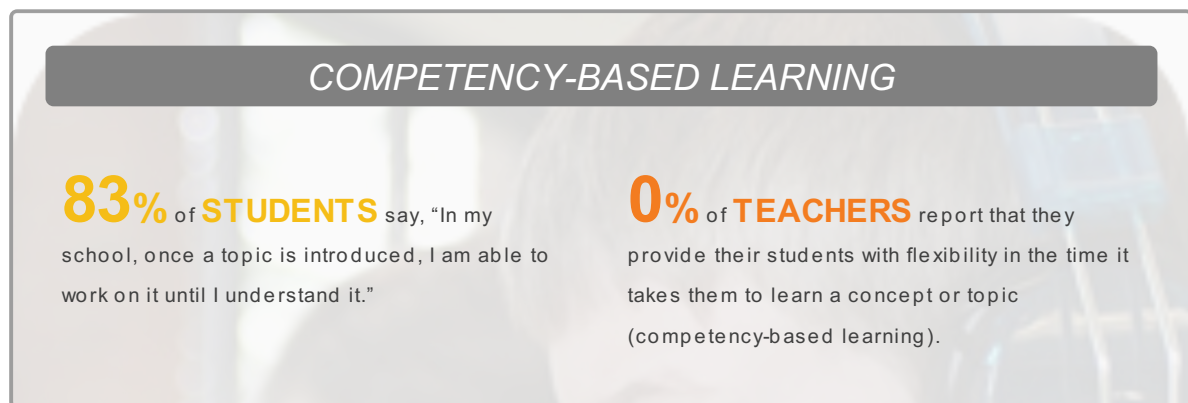 COMPETENCY-BASED LEARNING
83% of STUDENTS say, “In my
school, once a topic is introduced, I am able to
work on it until I understand it.”
0% of TEACHERS report that they
provide their students with flexibility in the time it
takes them to learn a concept or topic
(competency-based learning).